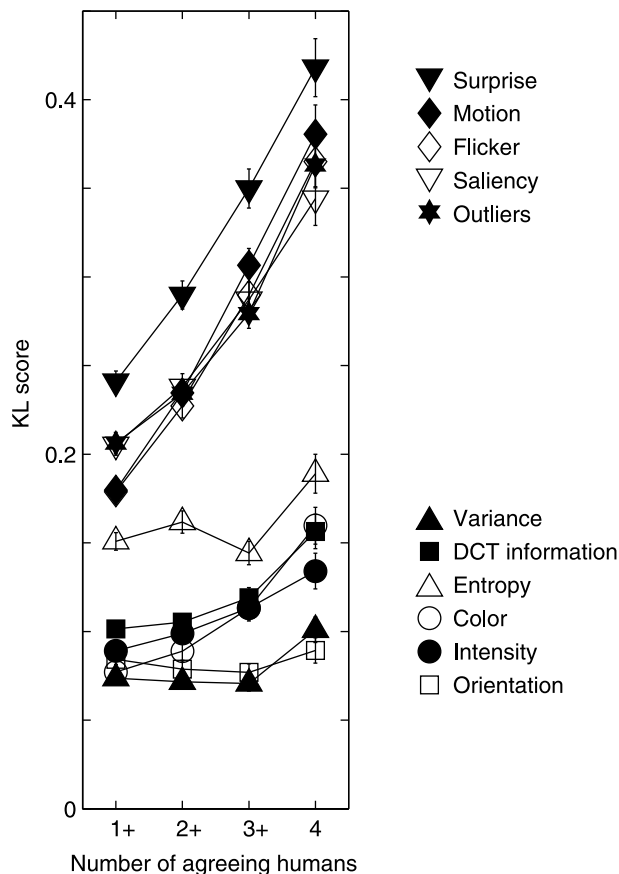 0.4
0.2
0
KL score
1+ 2+ 3+ 4
Number of agreeing humans
Surprise
Motion
Flicker
Saliency
Outliers
Variance
DCT information
Entropy
Color
Intensity
Orientation